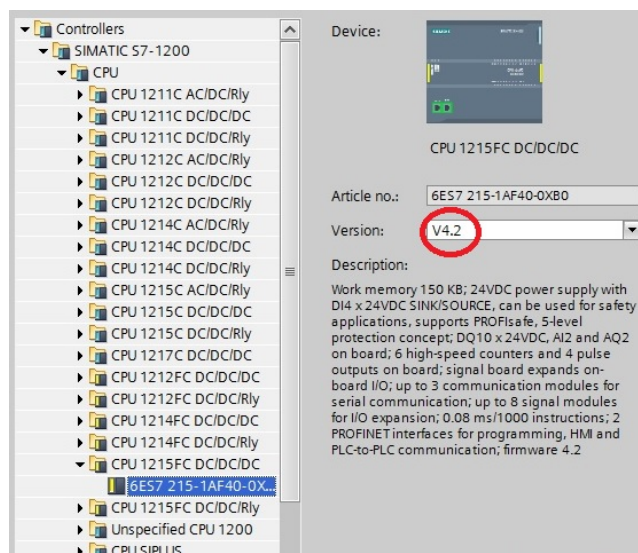 Controllers
SIMATIC S7-1200
CPU
CPU 1211C AC/DC/Rly
CPU 1211C DC/DC/DC
CPU 1211C DC/DC/Rly
CPU 1212C AC/DC/Rly
CPU 1212C DC/DC/DC
CPU 1212C DC/DC/Rly
CPU 1214C AC/DC/Rly
CPU 1214C DC/DC/DC
CPU 1214C DC/DC/Rly
CPU 1215C AC/DC/Rly
CPU 1215C DC/DC/DC
CPU 1215C DC/DC/Rly
CPU 1217C DC/DC/DC
CPU 1212FC DC/DC/DC
CPU 1212FC DC/DC/Rly
CPU 1214FC DC/DC/DC
CPU 1214FC DC/DC/Rly
CPU 1215FC DC/DC/DC
6ES7 215-1AF40-0X...
CPU 1215FC DC/DC/Rly
Unspecified CPU 1200
CPU SIPLUS
Device:
CPU 1215FC DC/DC/DC
Article no.: 6ES7 215-1AF40-0XB0
Version: V4.2
Description:
Work memory 150 KB; 24VDC power supply with
DI4 x 24VDC SINK/SOURCE, can be used for safety
applications, supports PROFIsafe, 5-level
protection concept; DQ10 x 24VDC, AI2 and AQ2
on board; 6 high-speed counters and 4 pulse
outputs on board; signal board expands on-
board I/O; up to 3 communication modules for
serial communication; up to 8 signal modules
for I/O expansion; 0.08 ms/1000 instructions; 2
PROFINET interfaces for programming, HMI and
PLC-to-PLC communication; firmware 4.2